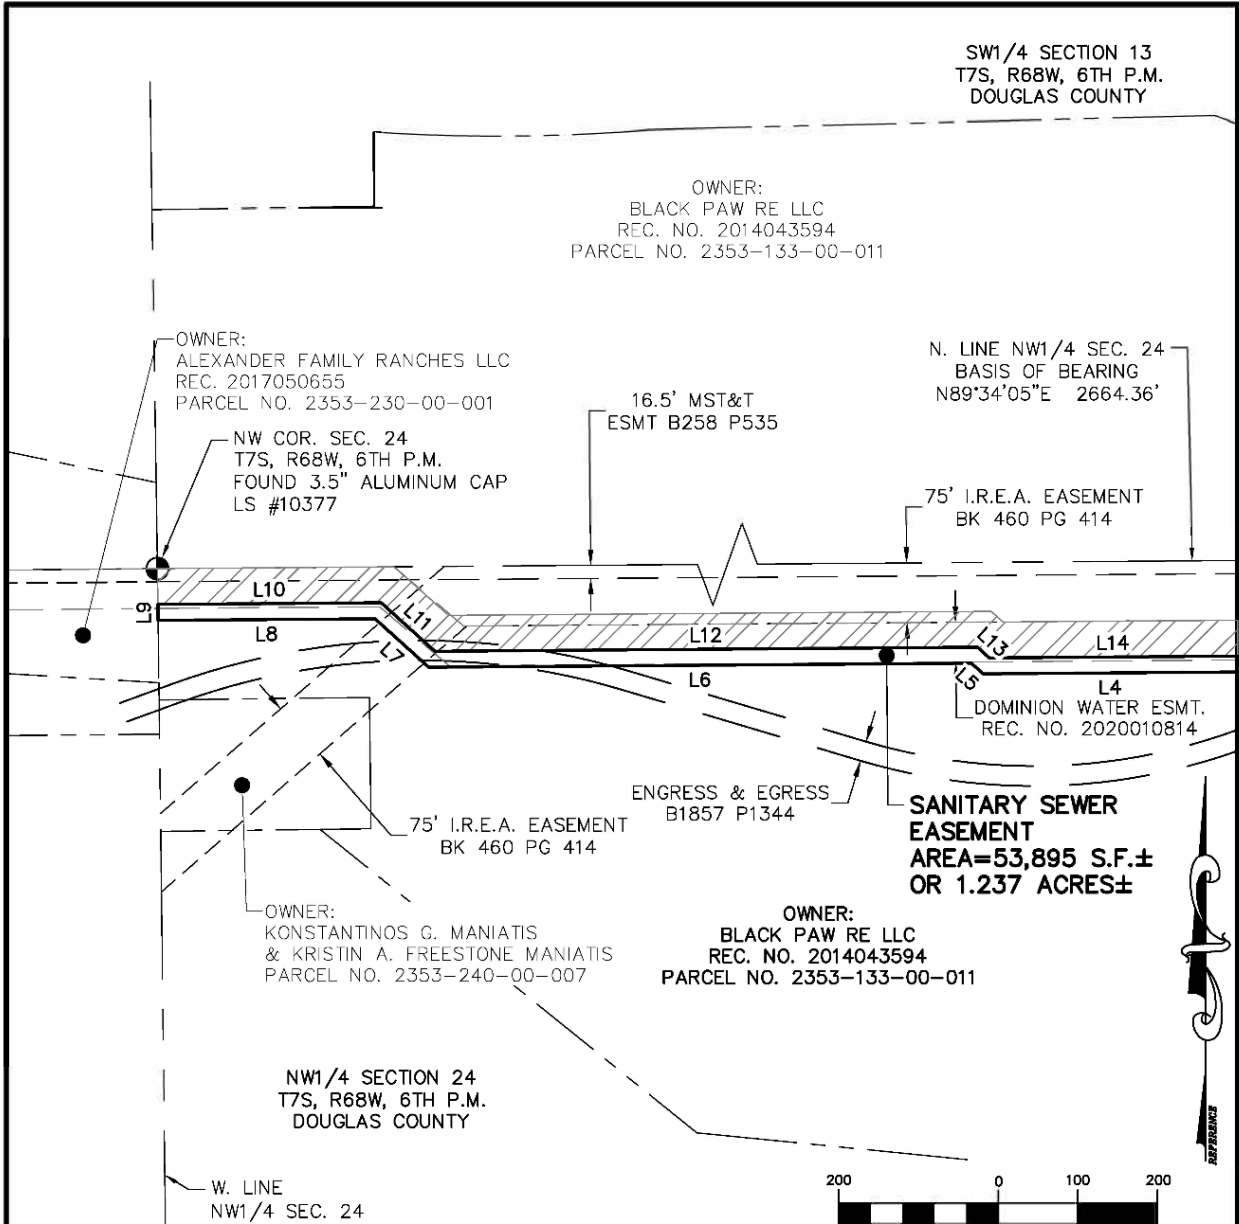 SW1/4 SECTION 13
T7S, R68W, 6TH P.M.
DOUGLAS COUNTY
OWNER:
BLACK PAW RE LLC
REC. NO. 2014043594
PARCEL NO. 2353-133-00-011
OWNER:
ALEXANDER FAMILY RANCHES LLC
REC. 2017050655
PARCEL NO. 2353-230-00-001
N. LINE NW1/4 SEC. 24
BASIS OF BEARING
N89°34'05"E 2664.36'
16.5' MST&T
ESMT B258 P535
NW COR. SEC. 24
T7S, R68W, 6TH P.M.
FOUND 3.5" ALUMINUM CAP
LS #10377
75' I.R.E.A. EASEMENT
BK 460 PG 414
L9
L10
L8
L11
L7
L12
L6
L13
L5
L14
L4
DOMINION WATER ESMT.
REC. NO. 2020010814
ENGRESS & EGRESS
B1857 P1344
SANITARY SEWER
EASEMENT
AREA=53,895 S.F.±
OR 1.237 ACRES±
75' I.R.E.A. EASEMENT
BK 460 PG 414
OWNER:
KONSTANTINOS G. MANIATIS
& KRISTIN A. FREESTONE MANIATIS
PARCEL NO. 2353-240-00-007
OWNER:
BLACK PAW RE LLC
REC. NO. 2014043594
PARCEL NO. 2353-133-00-011
NW1/4 SECTION 24
T7S, R68W, 6TH P.M.
DOUGLAS COUNTY
REFERENCE
W. LINE
NW1/4 SEC. 24
200 0 100 200